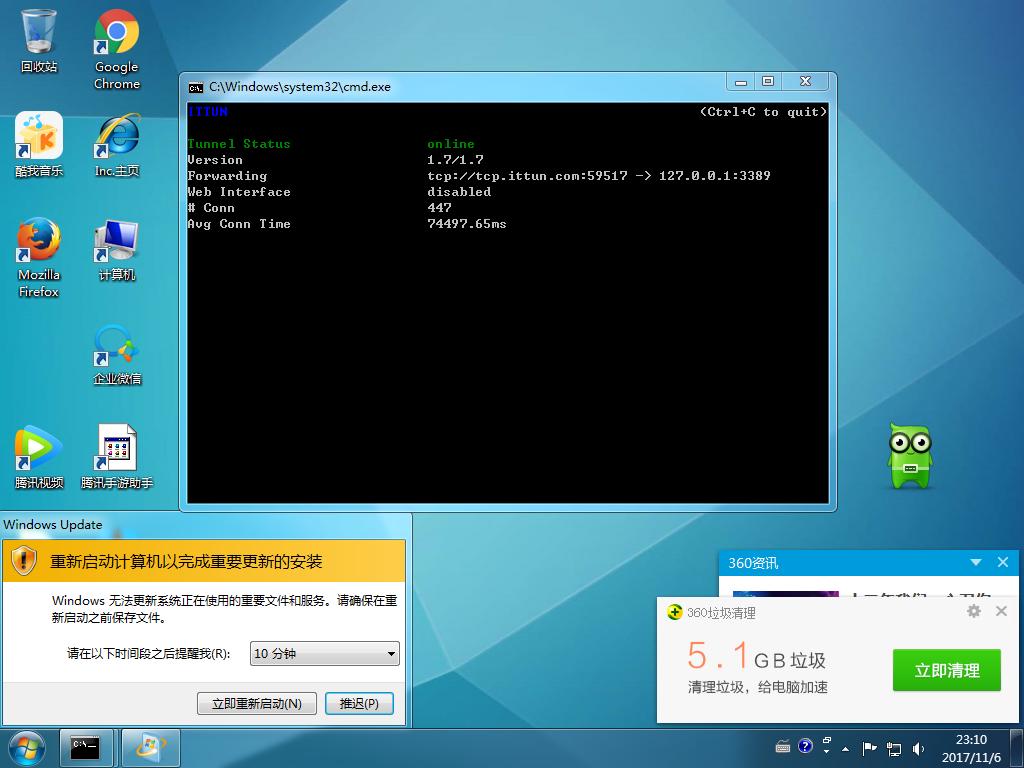 回收站
Google
Chrome
酷我音乐
Inc.主页
Mozilla
Firefox
计算机
企业微信
腾讯视频
腾讯手游助手
C:\Windows\system32\cmd.exe
ITTUN (Ctrl+C to quit)
Tunnel Status online
Version 1.7/1.7
Forwarding tcp://tcp.ittun.com:59517 -> 127.0.0.1:3389
Web Interface disabled
# Conn 447
Avg Conn Time 74497.65ms
Windows Update
重新启动计算机以完成重要更新的安装
Windows 无法更新系统正在使用的重要文件和服务。请确保在重
新启动之前保存文件。
请在以下时间段之后提醒我(R): 10 分钟
立即重新启动(N) 推迟(P)
360资讯
360垃圾清理
5.1GB垃圾
清理垃圾，给电脑加速
立即清理
23:10
2017/11/6